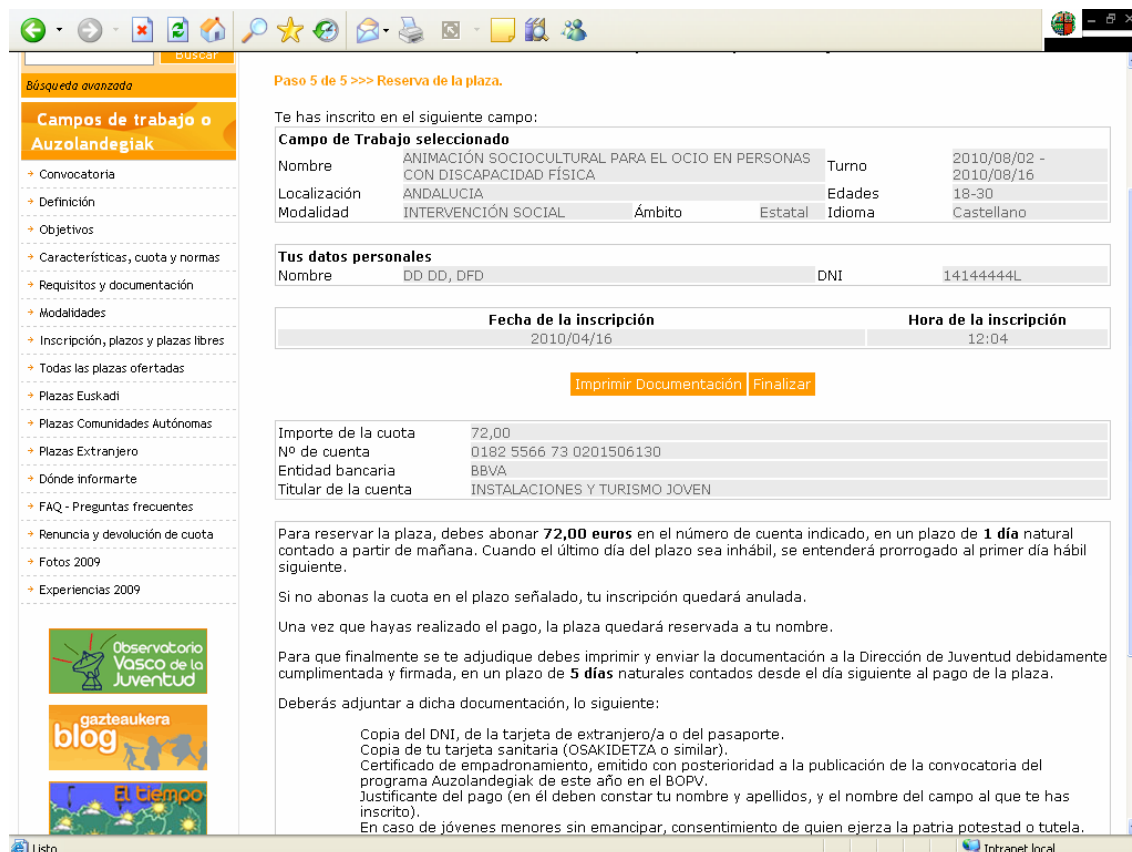 Buscar
Búsqueda avanzada
Campos de trabajo o
Auzolandegiak
Convocatoria
Definición
Objetivos
Características, cuota y normas
Requisitos y documentación
Modalidades
Inscripción, plazos y plazas libres
Todas las plazas ofertadas
Plazas Euskadi
Plazas Comunidades Autónomas
Plazas Extranjero
Dónde informarte
FAQ - Preguntas frecuentes
Renuncia y devolución de cuota
Fotos 2009
Experiencias 2009
Observatorio
Vasco de la
Juventud
gazteaukera
blog
El tiempo
Paso 5 de 5 >>> Reserva de la plaza.
Te has inscrito en el siguiente campo:
Campo de Trabajo seleccionado
Nombre ANIMACIÓN SOCIOCULTURAL PARA EL OCIO EN PERSONAS CON DISCAPACIDAD FÍSICA Turno 2010/08/02 - 2010/08/16
Localización ANDALUCIA Edades 18-30
Modalidad INTERVENCIÓN SOCIAL Ámbito Estatal Idioma Castellano
Tus datos personales
Nombre DD DD, DFD DNI 14144444L
Fecha de la inscripción Hora de la inscripción
2010/04/16 12:04
Imprimir Documentación Finalizar
Importe de la cuota 72,00
Nº de cuenta 0182 5566 73 0201506130
Entidad bancaria BBVA
Titular de la cuenta INSTALACIONES Y TURISMO JOVEN
Para reservar la plaza, debes abonar 72,00 euros en el número de cuenta indicado, en un plazo de 1 día natural
contado a partir de mañana. Cuando el último día del plazo sea inhábil, se entenderá prorrogado al primer día hábil
siguiente.
Si no abonas la cuota en el plazo señalado, tu inscripción quedará anulada.
Una vez que hayas realizado el pago, la plaza quedará reservada a tu nombre.
Para que finalmente se te adjudique debes imprimir y enviar la documentación a la Dirección de Juventud debidamente
cumplimentada y firmada, en un plazo de 5 días naturales contados desde el día siguiente al pago de la plaza.
Deberás adjuntar a dicha documentación, lo siguiente:
Copia del DNI, de la tarjeta de extranjero/a o del pasaporte.
Copia de tu tarjeta sanitaria (OSAKIDETZA o similar).
Certificado de empadronamiento, emitido con posterioridad a la publicación de la convocatoria del
programa Auzolandegiak de este año en el BOPV.
Justificante del pago (en él deben constar tu nombre y apellidos, y el nombre del campo al que te has
inscrito).
En caso de jóvenes menores sin emancipar, consentimiento de quien ejerza la patria potestad o tutela.
Listo
Intranet local